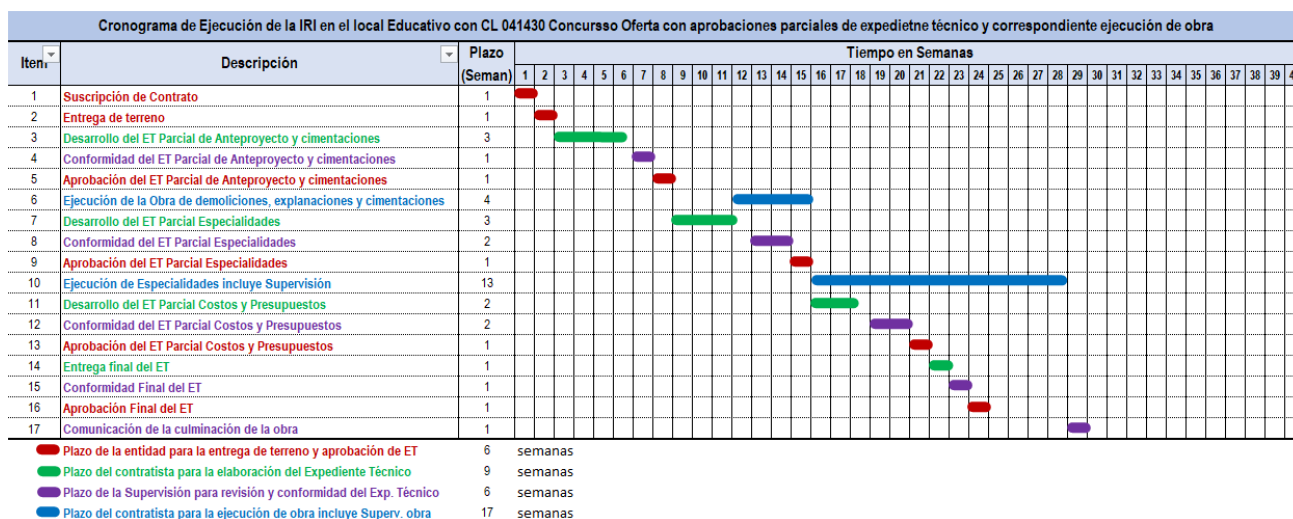 Cronograma de Ejecución de la IRI en el local Educativo con CL 041430 Concursso Oferta con aprobaciones parciales de expedietne técnico y correspondiente ejecución de obra
Item Descripción Plazo (Seman) Tiempo en Semanas
1 2 3 4 5 6 7 8 9 10 11 12 13 14 15 16 17 18 19 20 21 22 23 24 25 26 27 28 29 30 31 32 33 34 35 36 37 38 39 4
1 Suscripción de Contrato 1
2 Entrega de terreno 1
3 Desarrollo del ET Parcial de Anteproyecto y cimentaciones 3
4 Conformidad del ET Parcial de Anteproyecto y cimentaciones 1
5 Aprobación del ET Parcial de Anteproyecto y cimentaciones 1
6 Ejecución de la Obra de demoliciones, explanaciones y cimentaciones 4
7 Desarrollo del ET Parcial Especialidades 3
8 Conformidad del ET Parcial Especialidades 2
9 Aprobación del ET Parcial Especialidades 1
10 Ejecución de Especialidades incluye Supervisión 13
11 Desarrollo del ET Parcial Costos y Presupuestos 2
12 Conformidad del ET Parcial Costos y Presupuestos 2
13 Aprobación del ET Parcial Costos y Presupuestos 1
14 Entrega final del ET 1
15 Conformidad Final del ET 1
16 Aprobación Final del ET 1
17 Comunicación de la culminación de la obra 1
Plazo de la entidad para la entrega de terreno y aprobación de ET 6 semanas
Plazo del contratista para la elaboración del Expediente Técnico 9 semanas
Plazo de la Supervisión para revisión y conformidad del Exp. Técnico 6 semanas
Plazo del contratista para la ejecución de obra incluye Superv. obra 17 semanas